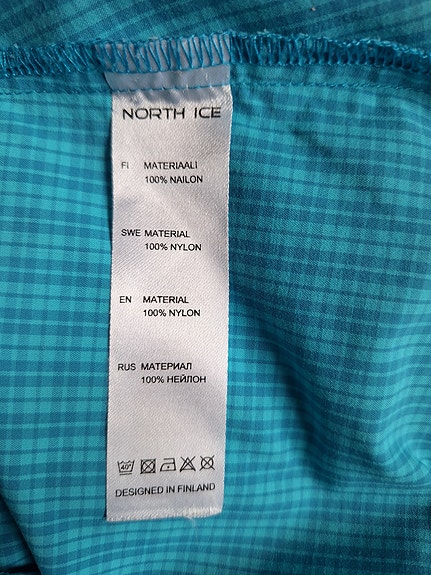 NORTH ICE
FI MATERIAALI
100% NAILON
SWE MATERIAL
100% NYLON
EN MATERIAL
100% NYLON
RUS МАТЕРИАЛ
100% НЕЙЛОН
40°
DESIGNED IN FINLAND